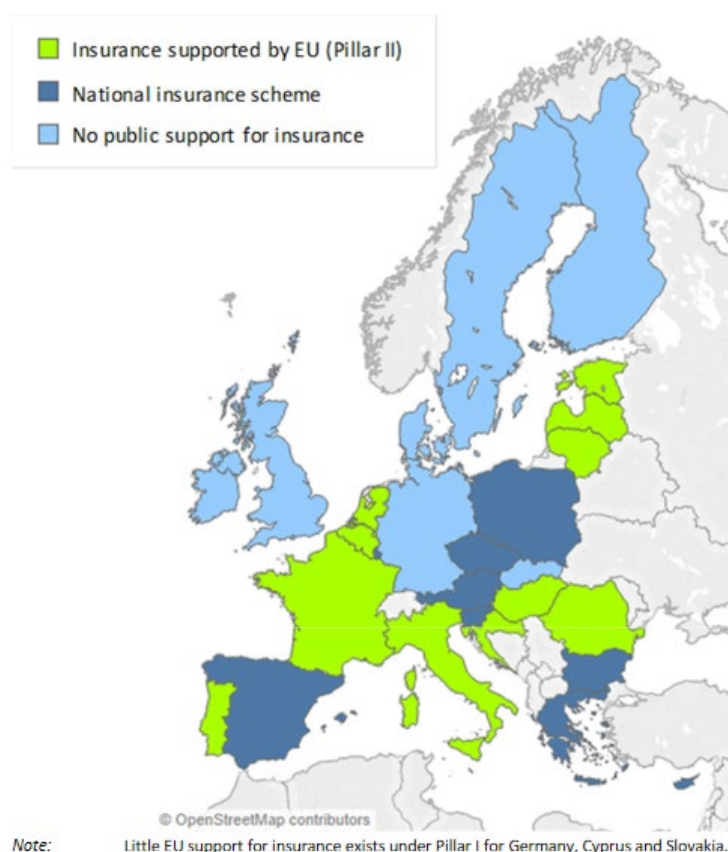 Insurance supported by EU (Pillar II)
National insurance scheme
No public support for insurance
© OpenStreetMap contributors
Note: Little EU support for insurance exists under Pillar I for Germany, Cyprus and Slovakia.